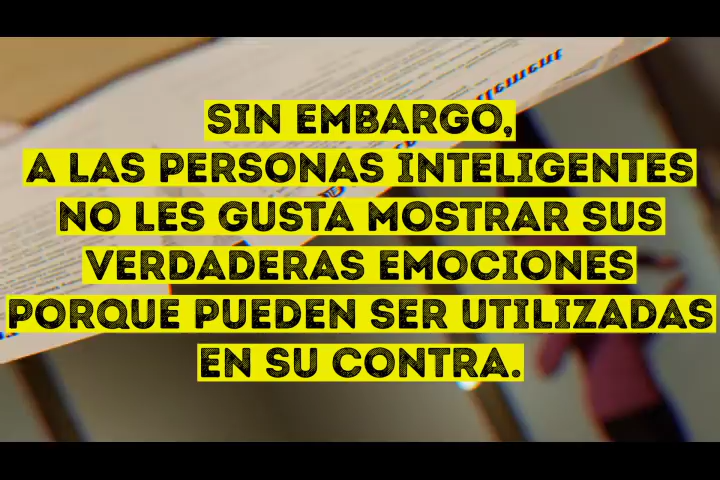 SIN EMBARGO,
A LAS PERSONAS INTELIGENTES
NO LES GUSTA MOSTRAR SUS
VERDADERAS EMOCIONES
PORQUE PUEDEN SER UTILIZADAS
EN SU CONTRA.